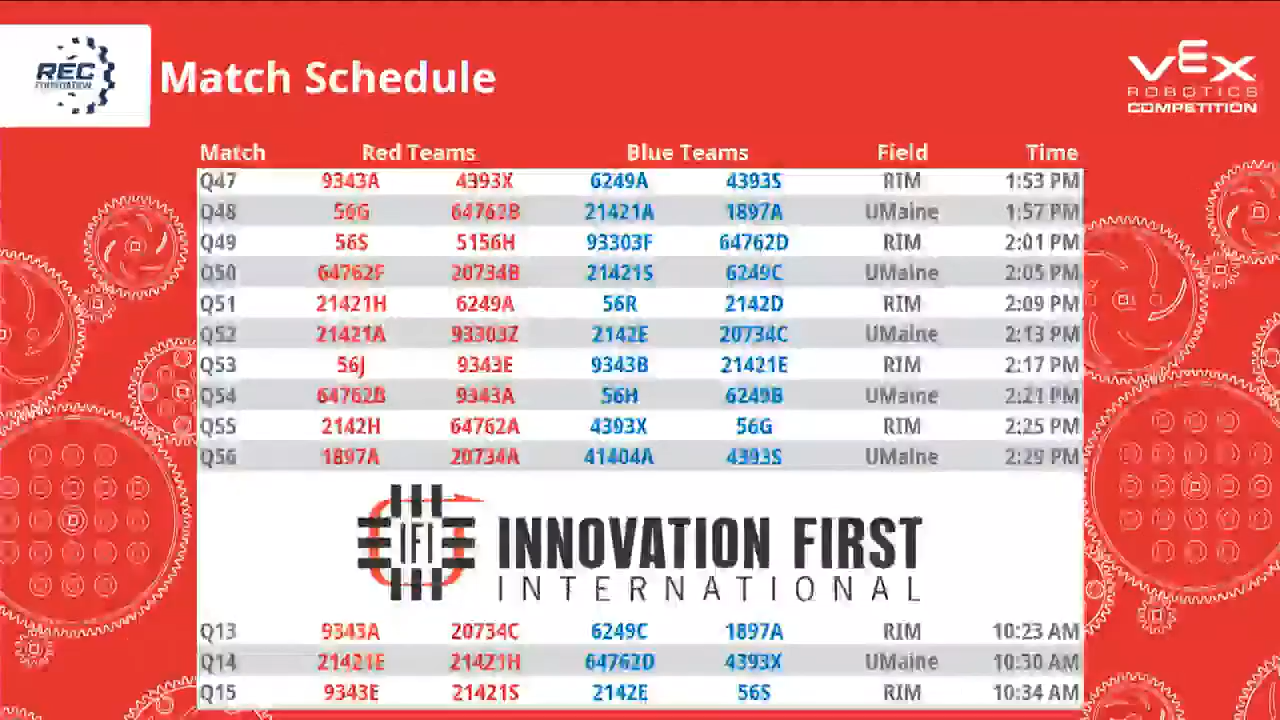 REC
FOUNDATION
Match Schedule
VEX
ROBOTICS
COMPETITION
Match Red Teams Blue Teams Field Time
Q47 9343A 4393X 6249A 4393S RIM 1:53 PM
Q48 56G 64762B 21421A 1897A UMaine 1:57 PM
Q49 56S 5156H 93303F 64762D RIM 2:01 PM
Q50 64762F 20734B 21421S 6249C UMaine 2:05 PM
Q51 21421H 6249A 56R 2142D RIM 2:09 PM
Q52 21421A 93303Z 2142E 20734C UMaine 2:13 PM
Q53 56J 9343E 9343B 21421E RIM 2:17 PM
Q54 64762B 9343A 56H 6249B UMaine 2:21 PM
Q55 2142H 64762A 4393X 56G RIM 2:25 PM
Q56 1897A 20734A 41404A 4393S UMaine 2:29 PM
IFI INNOVATION FIRST
INTERNATIONAL
Q13 9343A 20734C 6249C 1897A RIM 10:23 AM
Q14 21421E 21421H 64762D 4393X UMaine 10:30 AM
Q15 9343E 21421S 2142E 56S RIM 10:34 AM